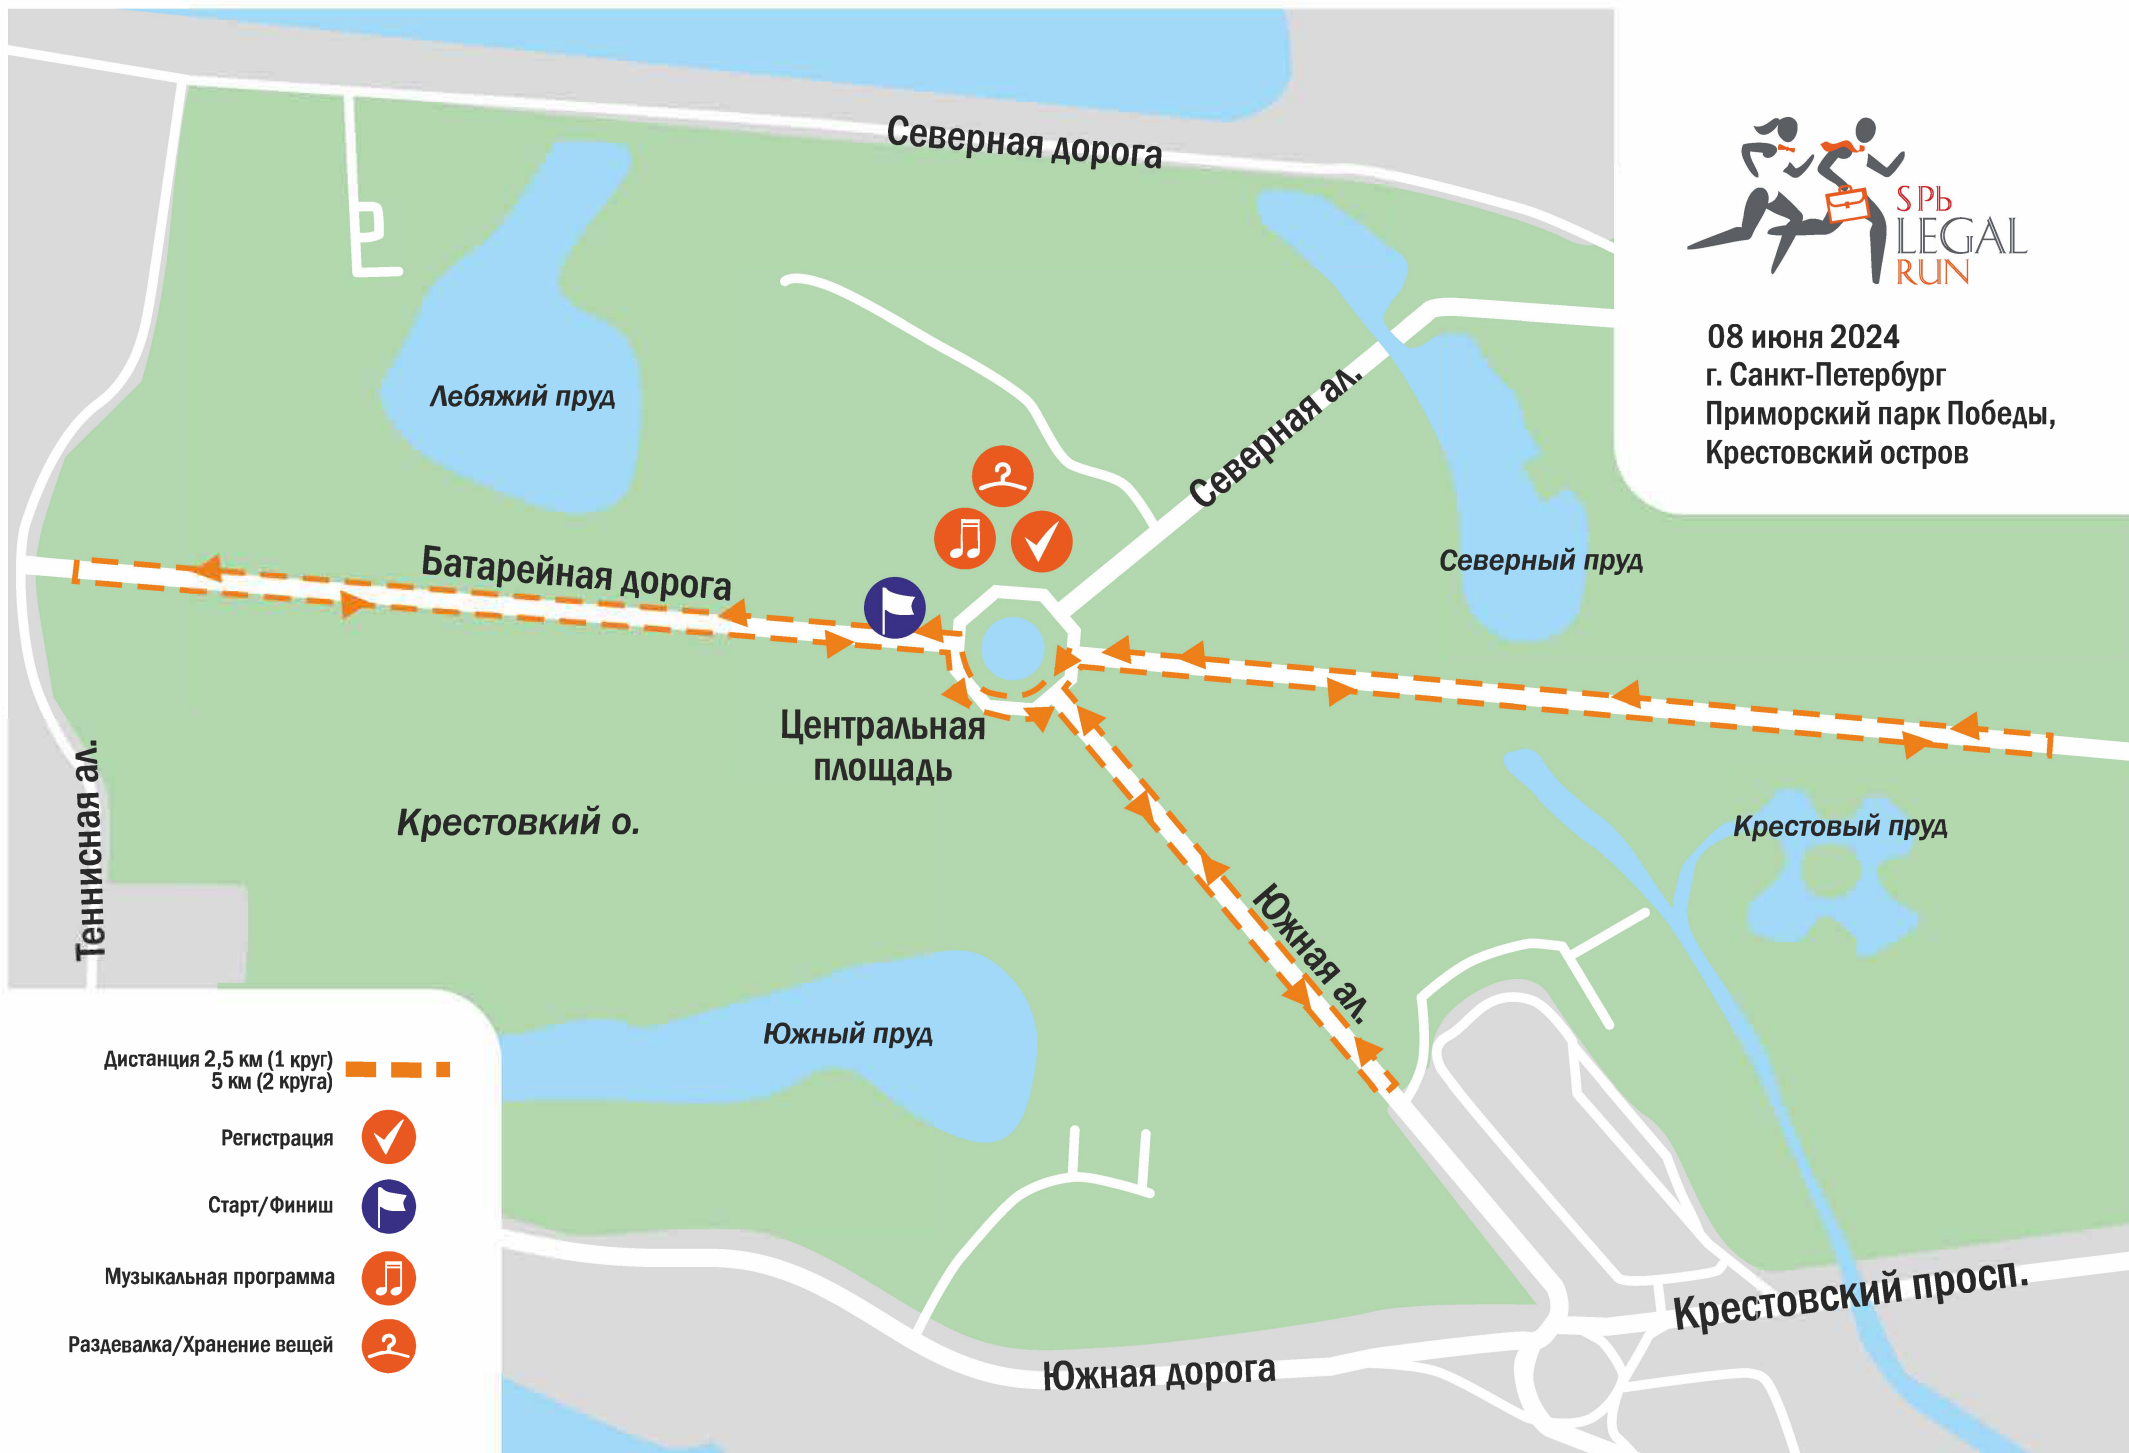 Северная дорога
SPb
LEGAL
RUN
08 июня 2024
г. Санкт-Петербург
Приморский парк Победы,
Крестовский остров
Лебяжий пруд
Северная ал.
Батарейная дорога
Северный пруд
Центральная
площадь
Теннисная ал.
Крестовкий о.
Крестовый пруд
Южная ал.
Южный пруд
Дистанция 2,5 км (1 круг)
5 км (2 круга)
Регистрация
Старт/Финиш
Музыкальная программа
Раздевалка/Хранение вещей
Крестовский просп.
Южная дорога